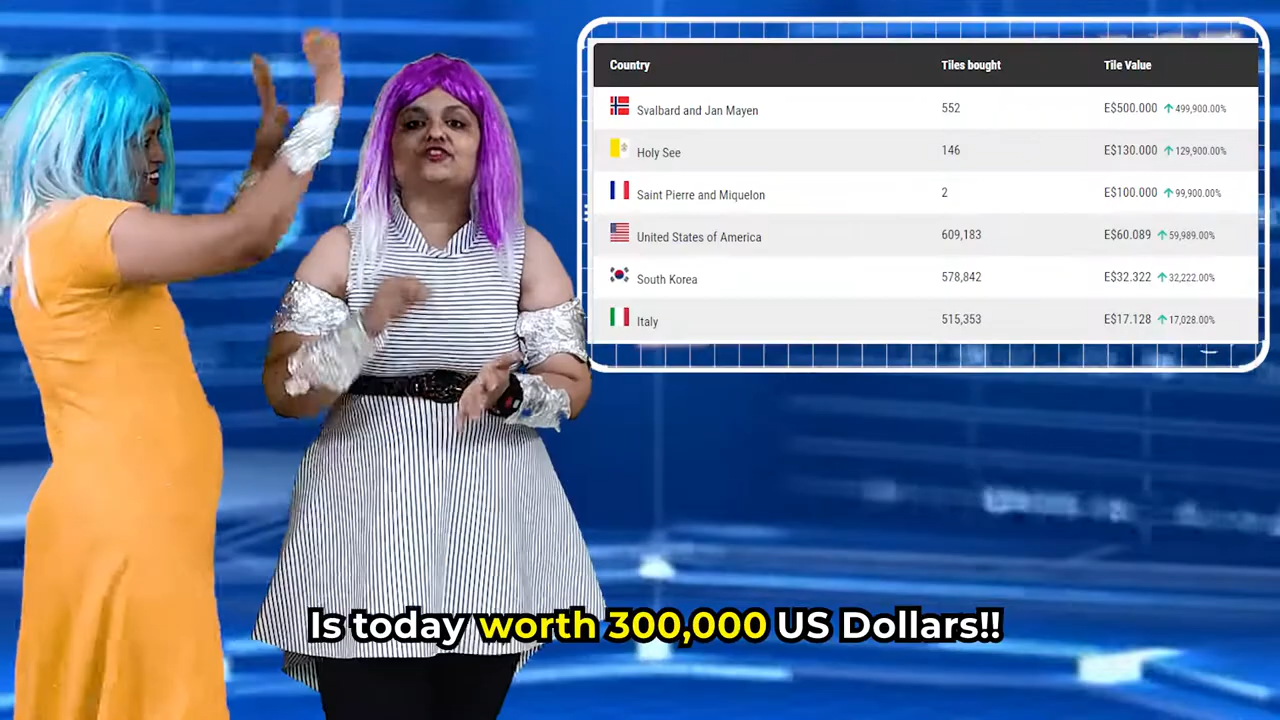 Country Tiles bought Tile Value
Svalbard and Jan Mayen 552 E$500.000 499,900.00%
Holy See 146 E$130.000 129,900.00%
Saint Pierre and Miquelon 2 E$100.000 99,900.00%
United States of America 609,183 E$60.089 59,989.00%
South Korea 578,842 E$32.322 32,222.00%
Italy 515,353 E$17.128 17,028.00%
Is today worth 300,000 US Dollars!!